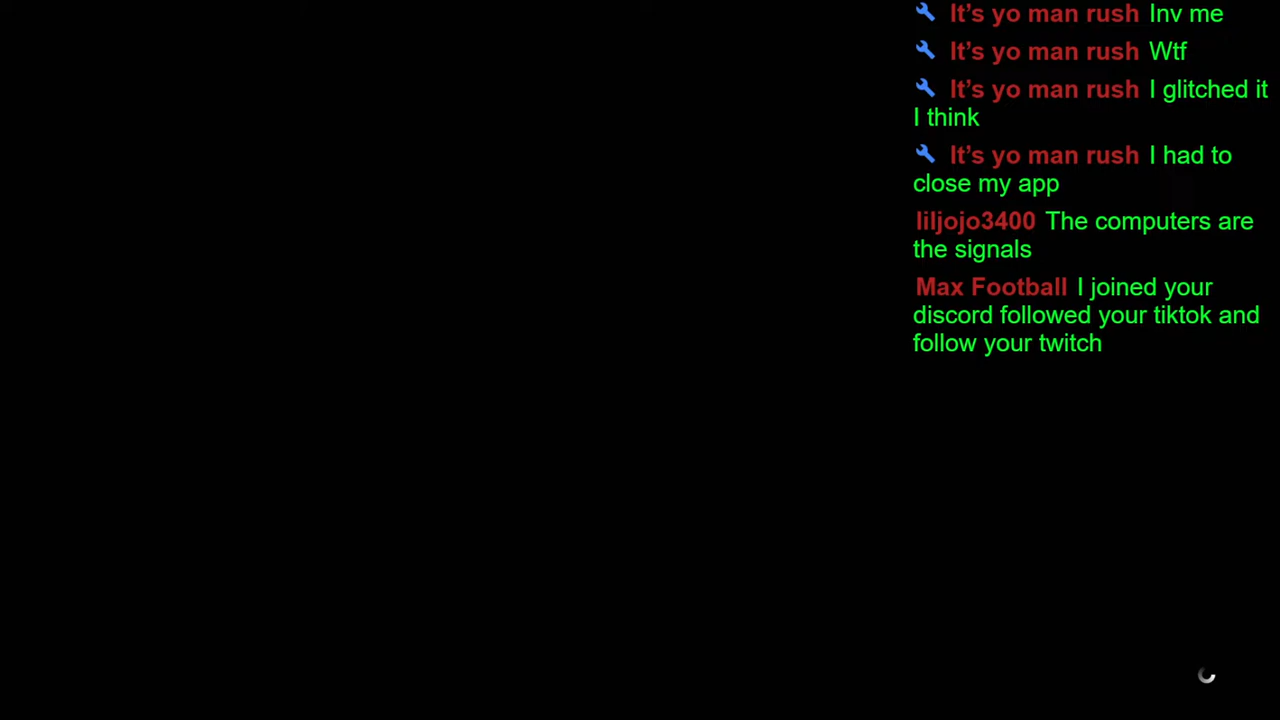 It’s yo man rush Inv me
It’s yo man rush Wtf
It’s yo man rush I glitched it
I think
It’s yo man rush I had to
close my app
liljojo3400 The computers are
the signals
Max Football I joined your
discord followed your tiktok and
follow your twitch